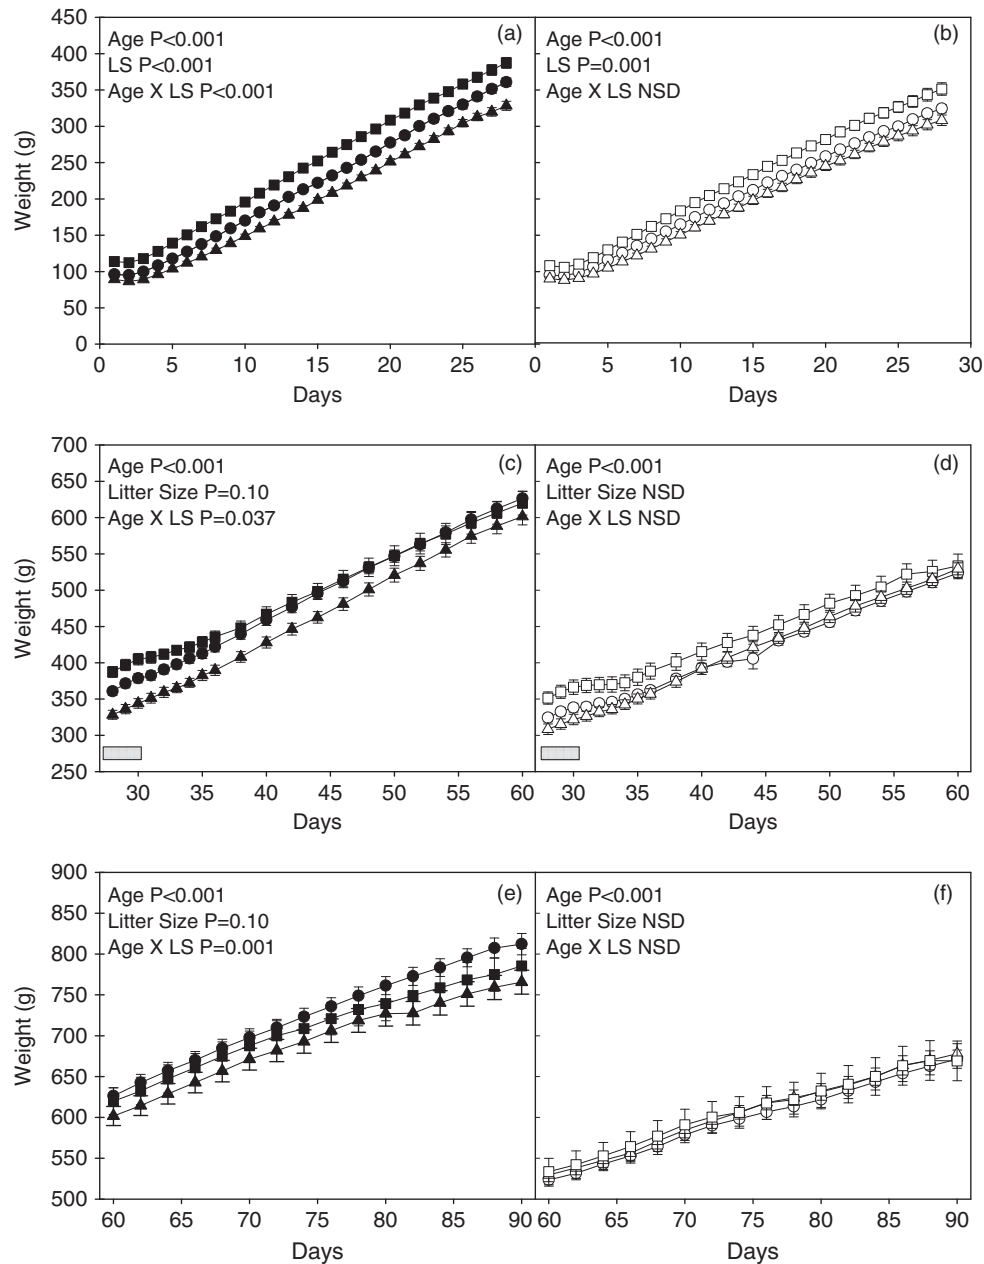 450
400
350
300
250
200
150
100
50
0
Weight (g)
Age P<0.001
LS P<0.001
Age X LS P<0.001
(a)
0 5 10 15 20 25
Days
Age P<0.001
LS P=0.001
Age X LS NSD
(b)
0 5 10 15 20 25 30
Days
700
650
600
550
500
450
400
350
300
250
Weight (g)
Age P<0.001
Litter Size P=0.10
Age X LS P=0.037
(c)
30 35 40 45 50 55 60
Days
Age P<0.001
Litter Size NSD
Age X LS NSD
(d)
30 35 40 45 50 55 60
Days
900
850
800
750
700
650
600
550
500
Weight (g)
Age P<0.001
Litter Size P=0.10
Age X LS P=0.001
(e)
60 65 70 75 80 85 90
Days
Age P<0.001
Litter Size NSD
Age X LS NSD
(f)
60 65 70 75 80 85 90
Days